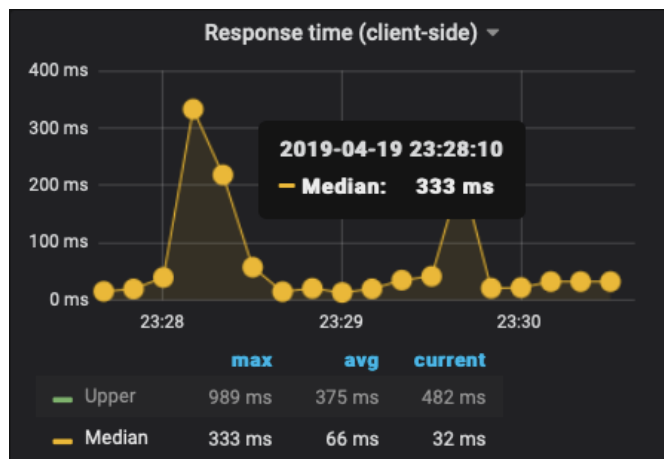 Response time (client-side)
400 ms
300 ms
200 ms
100 ms
0 ms
2019-04-19 23:28:10
Median: 333 ms
23:28 23:29 23:30
max avg current
Upper 989 ms 375 ms 482 ms
Median 333 ms 66 ms 32 ms